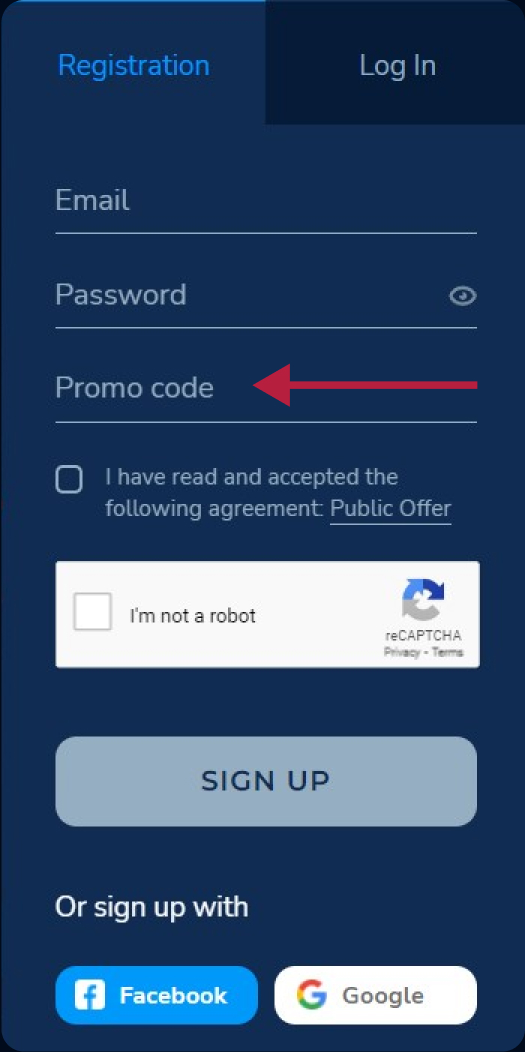 Registration
Log In
Email
Password
Promo code
I have read and accepted the
following agreement: Public Offer
I'm not a robot
reCAPTCHA
Privacy - Terms
SIGN UP
Or sign up with
Facebook
Google